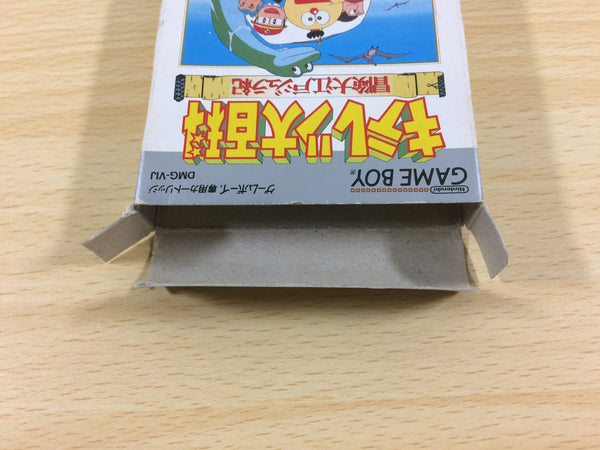 Nintendo
GAME BOY
ゲームボーイ専用カートリッジ
DMG-VIJ
キテレツ大百科
冒険大江戸ジュラ紀